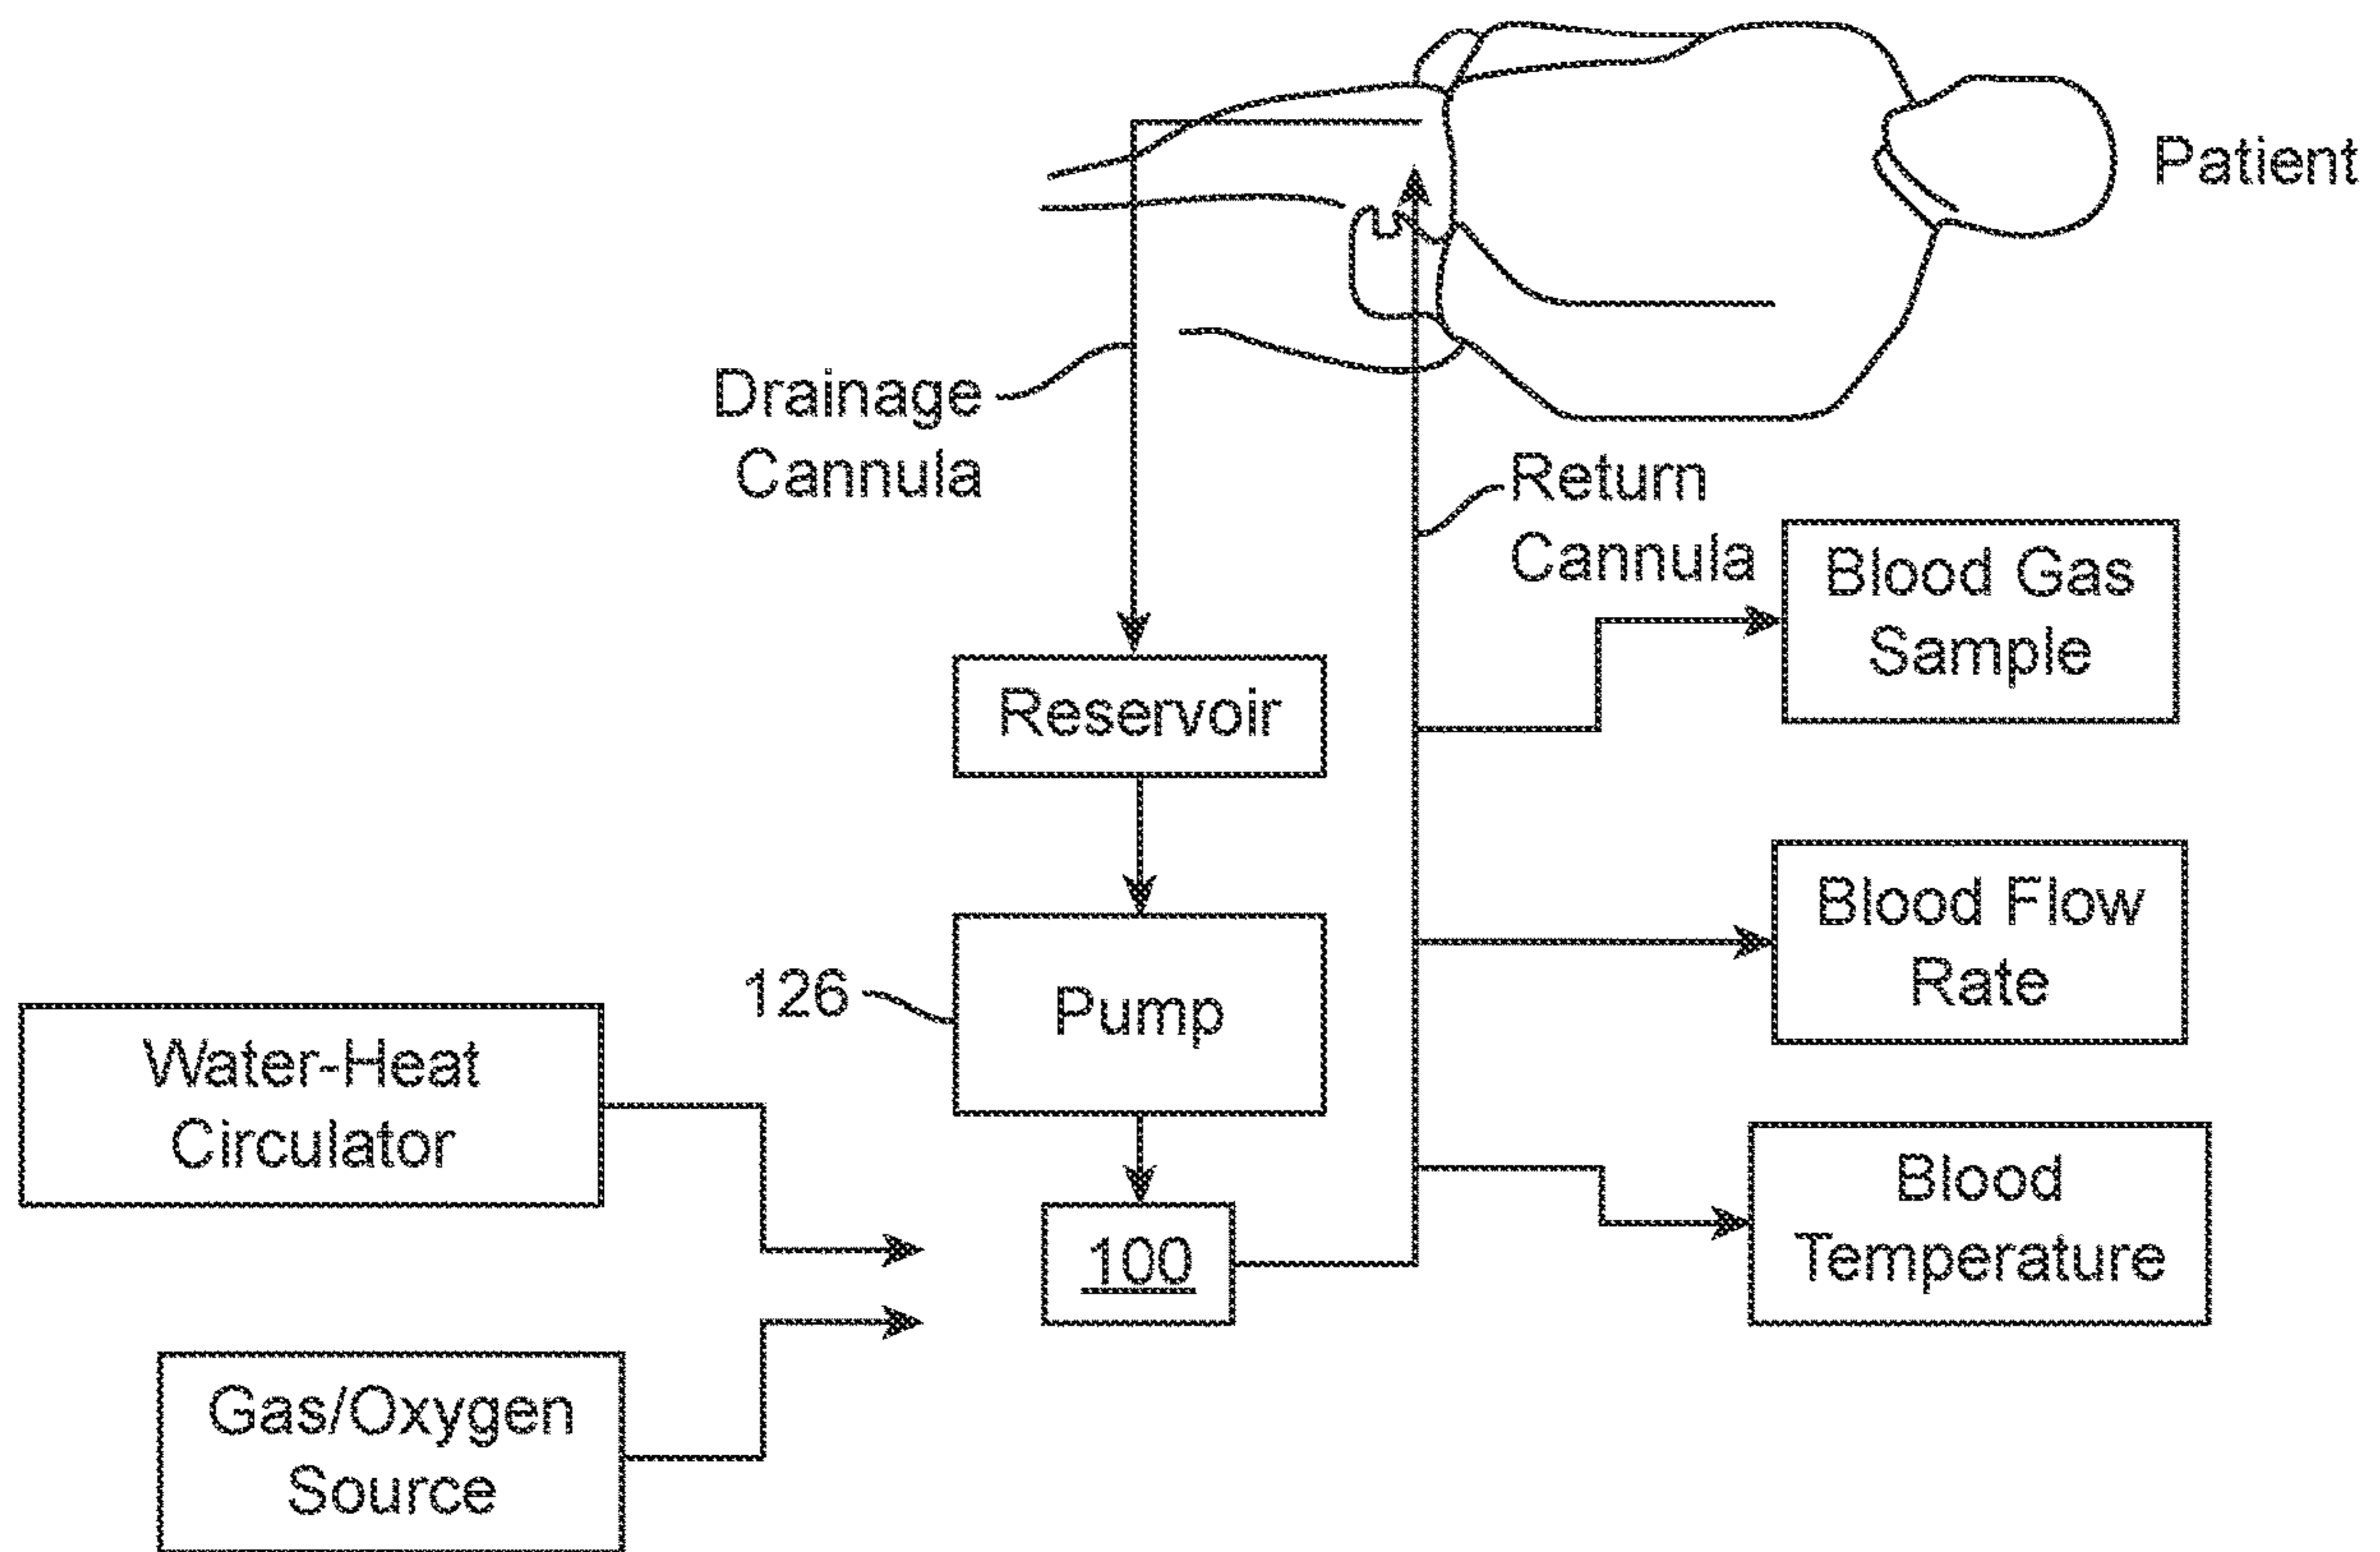 Patient
Drainage
Cannula
Return
Cannula
Blood Gas
Sample
Reservoir
Blood Flow
Rate
126
Pump
Water-Heat
Circulator
Blood
Temperature
100
Gas/Oxygen
Source